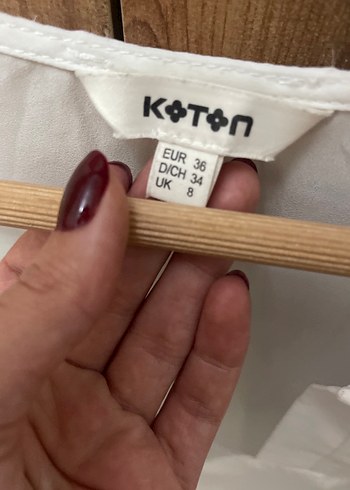 KOTON
EUR 36
D/CH 34
UK 8